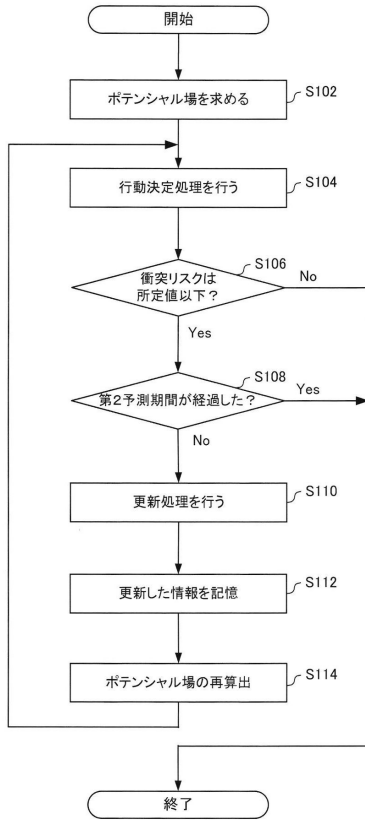 開始
ポテンシャル場を求める
S102
行動決定処理を行う
S104
衝突リスクは
所定値以下?
S106
No
Yes
第2予測期間が経過した?
S108
Yes
No
更新処理を行う
S110
更新した情報を記憶
S112
ポテンシャル場の再算出
S114
終了